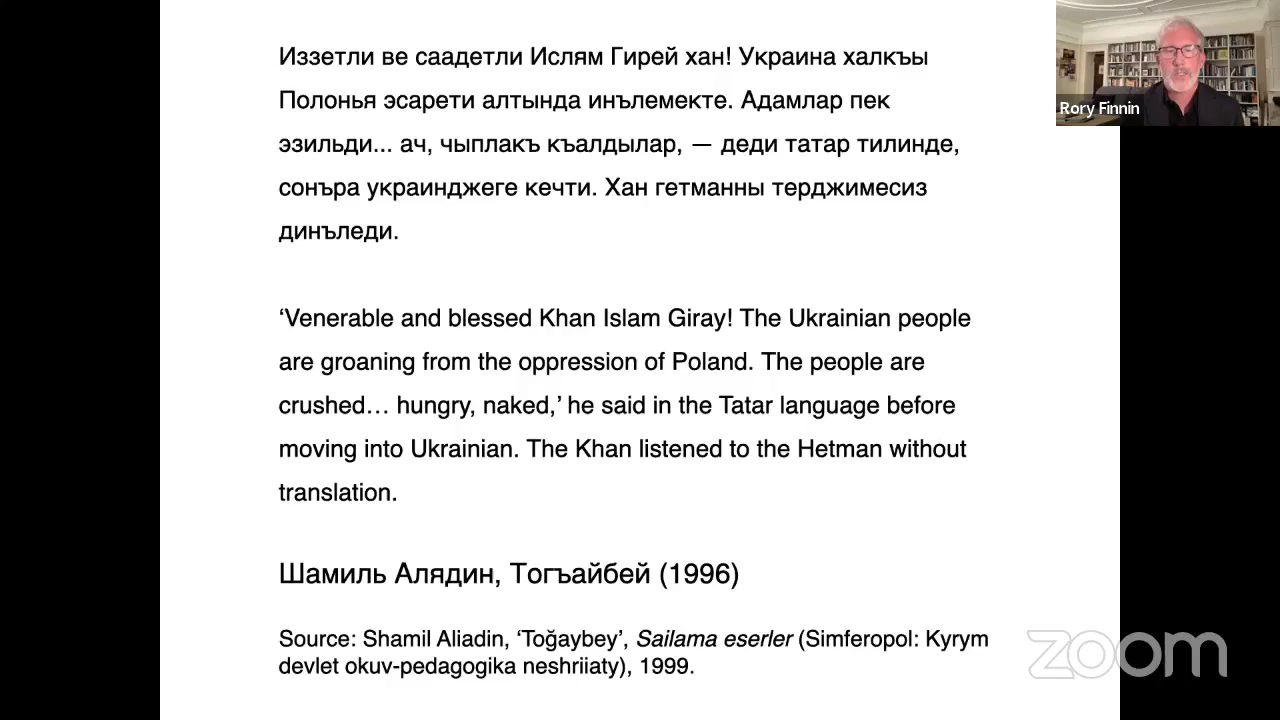 Иззетли ве саадетли Ислям Гирей хан! Украина халкъы
Полонья эсарети алтында инълемекте. Адамлар пек
эзильди... ач, чыплакъ къалдылар, — деди татар тилинде,
сонъра украинджеге кечти. Хан гетманны терджимесиз
динъледи.
‘Venerable and blessed Khan Islam Giray! The Ukrainian people
are groaning from the oppression of Poland. The people are
crushed… hungry, naked,’ he said in the Tatar language before
moving into Ukrainian. The Khan listened to the Hetman without
translation.
Шамиль Алядин, Тогъайбей (1996)
Source: Shamil Aliadin, ‘Toğaybey’, Sailama eserler (Simferopol: Kyrym
devlet okuv-pedagogika neshriiaty), 1999.
Rory Finnin
zoom